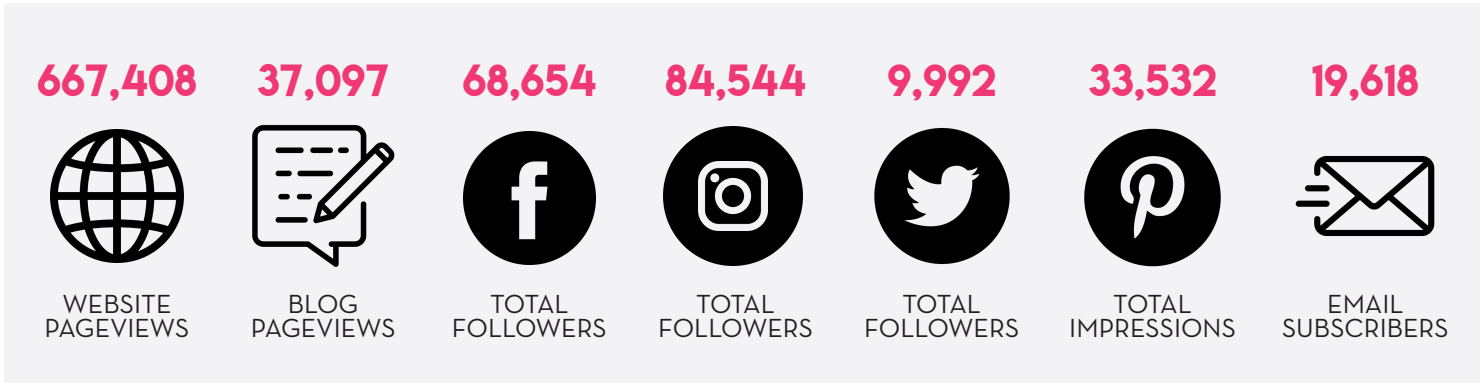 667,408
37,097
68,654
84,544
9,992
33,532
19,618
WEBSITE
PAGEVIEWS
BLOG
PAGEVIEWS
TOTAL
FOLLOWERS
TOTAL
FOLLOWERS
TOTAL
FOLLOWERS
TOTAL
IMPRESSIONS
EMAIL
SUBSCRIBERS